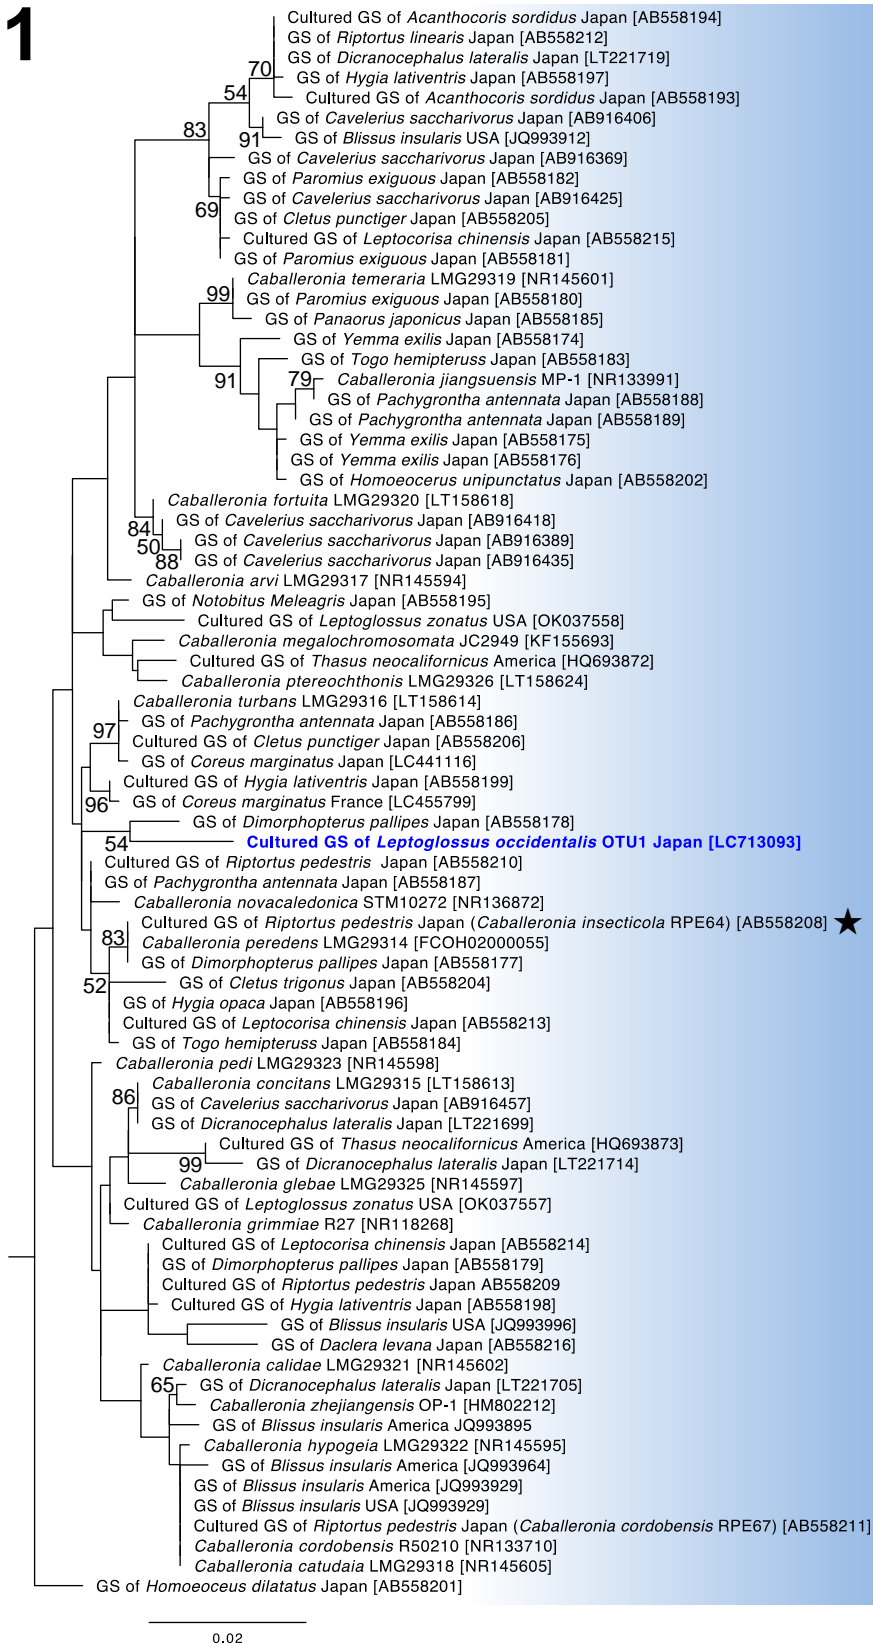 1
Cultured GS of Acanthocoris sordidus Japan [AB558194]
GS of Riptortus linearis Japan [AB558212]
GS of Dicranocephalus lateralis Japan [LT221719]
70
GS of Hygia lativentris Japan [AB558197]
54
Cultured GS of Acanthocoris sordidus Japan [AB558193]
GS of Cavelerius saccharivorus Japan [AB916406]
83
91
GS of Blissus insularis USA [JQ993912]
GS of Cavelerius saccharivorus Japan [AB916369]
GS of Paromius exiguous Japan [AB558182]
GS of Cavelerius saccharivorus Japan [AB916425]
69
GS of Cletus punctiger Japan [AB558205]
Cultured GS of Leptocorisa chinensis Japan [AB558215]
GS of Paromius exiguous Japan [AB558181]
Caballeronia temeraria LMG29319 [NR145601]
99
GS of Paromius exiguous Japan [AB558180]
GS of Panaorus japonicus Japan [AB558185]
GS of Yemma exilis Japan [AB558174]
GS of Togo hemipteruss Japan [AB558183]
91
79
Caballeronia jiangsuensis MP-1 [NR133991]
GS of Pachygrontha antennata Japan [AB558188]
GS of Pachygrontha antennata Japan [AB558189]
GS of Yemma exilis Japan [AB558175]
GS of Yemma exilis Japan [AB558176]
GS of Homoeocerus unipunctatus Japan [AB558202]
Caballeronia fortuita LMG29320 [LT158618]
84
GS of Cavelerius saccharivorus Japan [AB916418]
50
GS of Cavelerius saccharivorus Japan [AB916389]
88
GS of Cavelerius saccharivorus Japan [AB916435]
Caballeronia arvi LMG29317 [NR145594]
GS of Notobitus Meleagris Japan [AB558195]
Cultured GS of Leptoglossus zonatus USA [OK037558]
Caballeronia megalochromosomata JC2949 [KF155693]
Cultured GS of Thasus neocalifornicus America [HQ693872]
Caballeronia ptereochthonis LMG29326 [LT158624]
Caballeronia turbans LMG29316 [LT158614]
97
GS of Pachygrontha antennata Japan [AB558186]
Cultured GS of Cletus punctiger Japan [AB558206]
GS of Coreus marginatus Japan [LC441116]
Cultured GS of Hygia lativentris Japan [AB558199]
96
GS of Coreus marginatus France [LC455799]
GS of Dimorphopterus pallipes Japan [AB558178]
54
Cultured GS of Leptoglossus occidentalis OTU1 Japan [LC713093]
Cultured GS of Riptortus pedestris Japan [AB558210]
GS of Pachygrontha antennata Japan [AB558187]
Caballeronia novacaledonica STM10272 [NR136872]
Cultured GS of Riptortus pedestris Japan (Caballeronia insecticola RPE64) [AB558208] ★
83
Caballeronia peredens LMG29314 [FCOH02000055]
GS of Dimorphopterus pallipes Japan [AB558177]
52
GS of Cletus trigonus Japan [AB558204]
GS of Hygia opaca Japan [AB558196]
Cultured GS of Leptocorisa chinensis Japan [AB558213]
GS of Togo hemipteruss Japan [AB558184]
Caballeronia pedi LMG29323 [NR145598]
Caballeronia concitans LMG29315 [LT158613]
86
GS of Cavelerius saccharivorus Japan [AB916457]
GS of Dicranocephalus lateralis Japan [LT221699]
Cultured GS of Thasus neocalifornicus America [HQ693873]
99
GS of Dicranocephalus lateralis Japan [LT221714]
Caballeronia glebae LMG29325 [NR145597]
Cultured GS of Leptoglossus zonatus USA [OK037557]
Caballeronia grimmiae R27 [NR118268]
Cultured GS of Leptocorisa chinensis Japan [AB558214]
GS of Dimorphopterus pallipes Japan [AB558179]
Cultured GS of Riptortus pedestris Japan AB558209
Cultured GS of Hygia lativentris Japan [AB558198]
GS of Blissus insularis USA [JQ993996]
GS of Daclera levana Japan [AB558216]
Caballeronia calidae LMG29321 [NR145602]
65
GS of Dicranocephalus lateralis Japan [LT221705]
Caballeronia zhejiangensis OP-1 [HM802212]
GS of Blissus insularis America JQ993895
Caballeronia hypogeia LMG29322 [NR145595]
GS of Blissus insularis America [JQ993964]
GS of Blissus insularis America [JQ993929]
GS of Blissus insularis USA [JQ993929]
Cultured GS of Riptortus pedestris Japan (Caballeronia cordobensis RPE67) [AB558211]
Caballeronia cordobensis R50210 [NR133710]
Caballeronia catudaia LMG29318 [NR145605]
GS of Homoeoceus dilatatus Japan [AB558201]
0.02